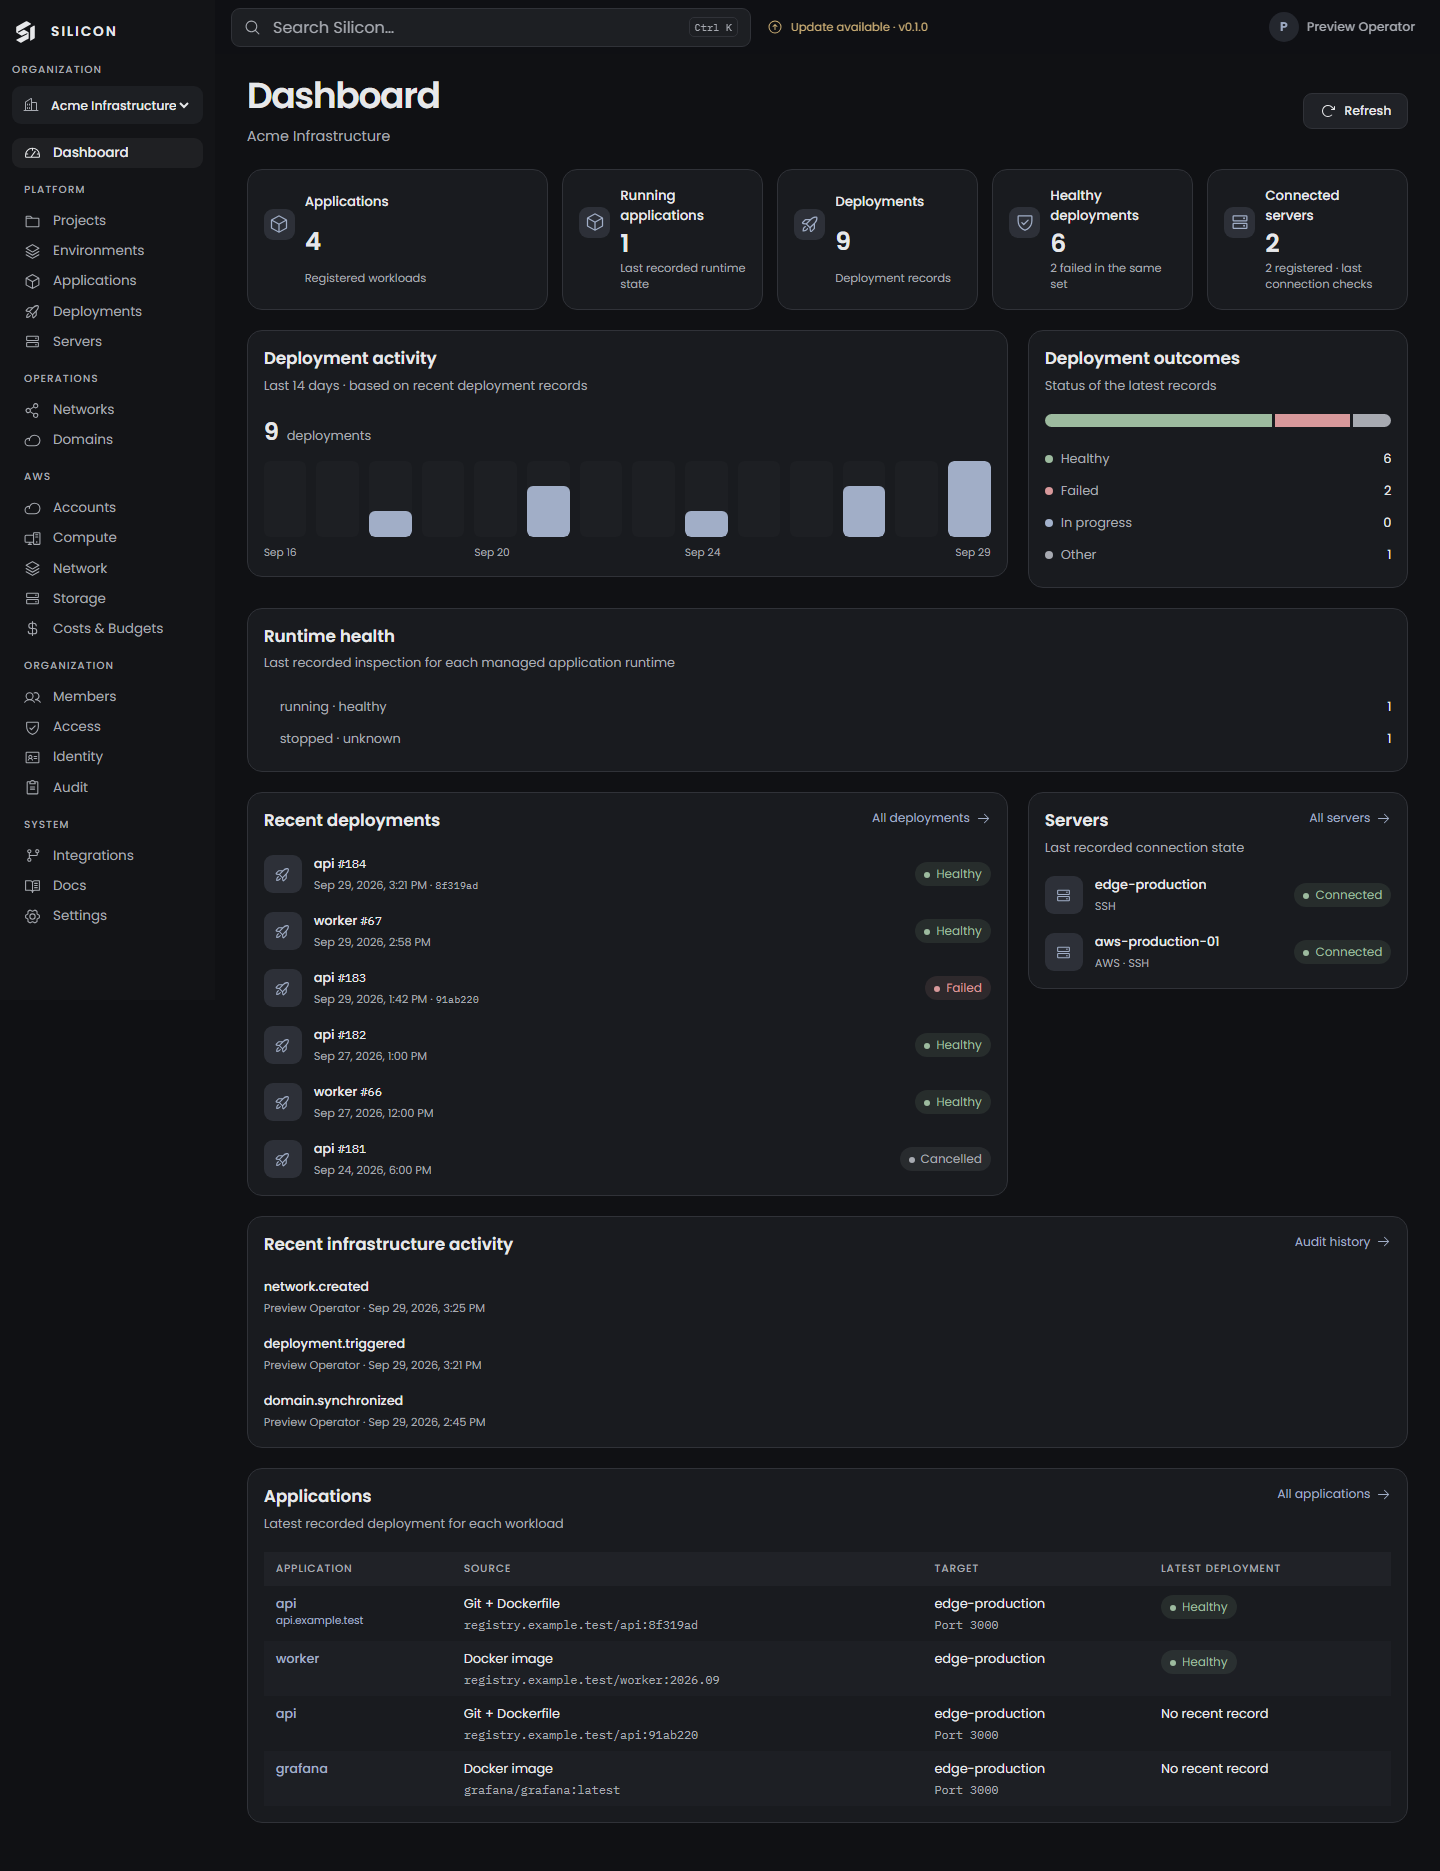 SILICON
Search Silicon...
Ctrl K
Update available · v0.1.0
P
Preview Operator
ORGANIZATION
Acme Infrastructure
Dashboard
PLATFORM
Projects
Environments
Applications
Deployments
Servers
OPERATIONS
Networks
Domains
AWS
Accounts
Compute
Network
Storage
Costs & Budgets
ORGANIZATION
Members
Access
Identity
Audit
SYSTEM
Integrations
Docs
Settings
Dashboard
Acme Infrastructure
Refresh
Applications
4
Registered workloads
Running
applications
1
Last recorded runtime
state
Deployments
9
Deployment records
Healthy
deployments
6
2 failed in the same
set
Connected
servers
2
2 registered · last
connection checks
Deployment activity
Last 14 days · based on recent deployment records
9 deployments
Sep 16
Sep 20
Sep 24
Sep 29
Deployment outcomes
Status of the latest records
Healthy 6
Failed 2
In progress 0
Other 1
Runtime health
Last recorded inspection for each managed application runtime
running · healthy 1
stopped · unknown 1
Recent deployments
All deployments
api #184
Sep 29, 2026, 3:21 PM · 8f319ad
Healthy
worker #67
Sep 29, 2026, 2:58 PM
Healthy
api #183
Sep 29, 2026, 1:42 PM · 91ab220
Failed
api #182
Sep 27, 2026, 1:00 PM
Healthy
worker #66
Sep 27, 2026, 12:00 PM
Healthy
api #181
Sep 24, 2026, 6:00 PM
Cancelled
Servers
All servers
Last recorded connection state
edge-production
SSH
Connected
aws-production-01
AWS · SSH
Connected
Recent infrastructure activity
Audit history
network.created
Preview Operator · Sep 29, 2026, 3:25 PM
deployment.triggered
Preview Operator · Sep 29, 2026, 3:21 PM
domain.synchronized
Preview Operator · Sep 29, 2026, 2:45 PM
Applications
All applications
Latest recorded deployment for each workload
APPLICATION SOURCE TARGET LATEST DEPLOYMENT
api Git + Dockerfile edge-production Healthy
api.example.test registry.example.test/api:8f319ad Port 3000
worker Docker image edge-production Healthy
registry.example.test/worker:2026.09
api Git + Dockerfile edge-production No recent record
registry.example.test/api:91ab220 Port 3000
grafana Docker image edge-production No recent record
grafana/grafana:latest Port 3000